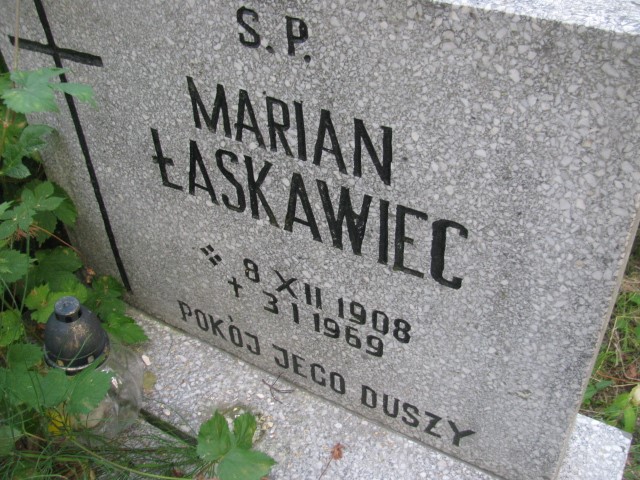 S.P.
MARIAN
ŁASKAWIEC
* 8 XII 1908
✝ 3 I 1969
POKÓJ JEGO DUSZY